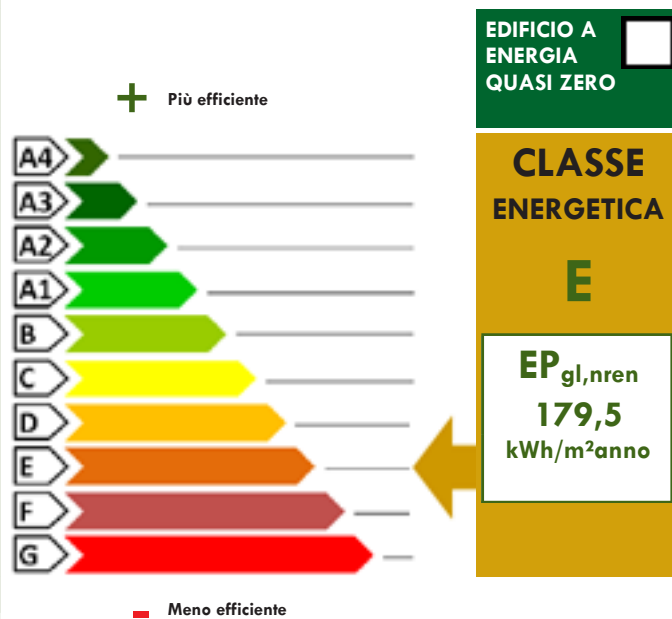 EDIFICIO A
ENERGIA
QUASI ZERO
+ Più efficiente
A4
A3
A2
A1
B
C
D
E
F
G
- Meno efficiente
CLASSE
ENERGETICA
E
EPgl,nren
179,5
kWh/m²anno